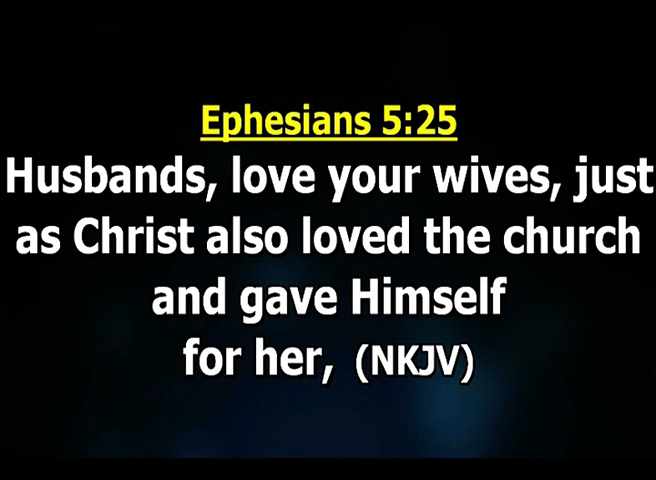 Ephesians 5:25
Husbands, love your wives, just
as Christ also loved the church
and gave Himself
for her, (NKJV)